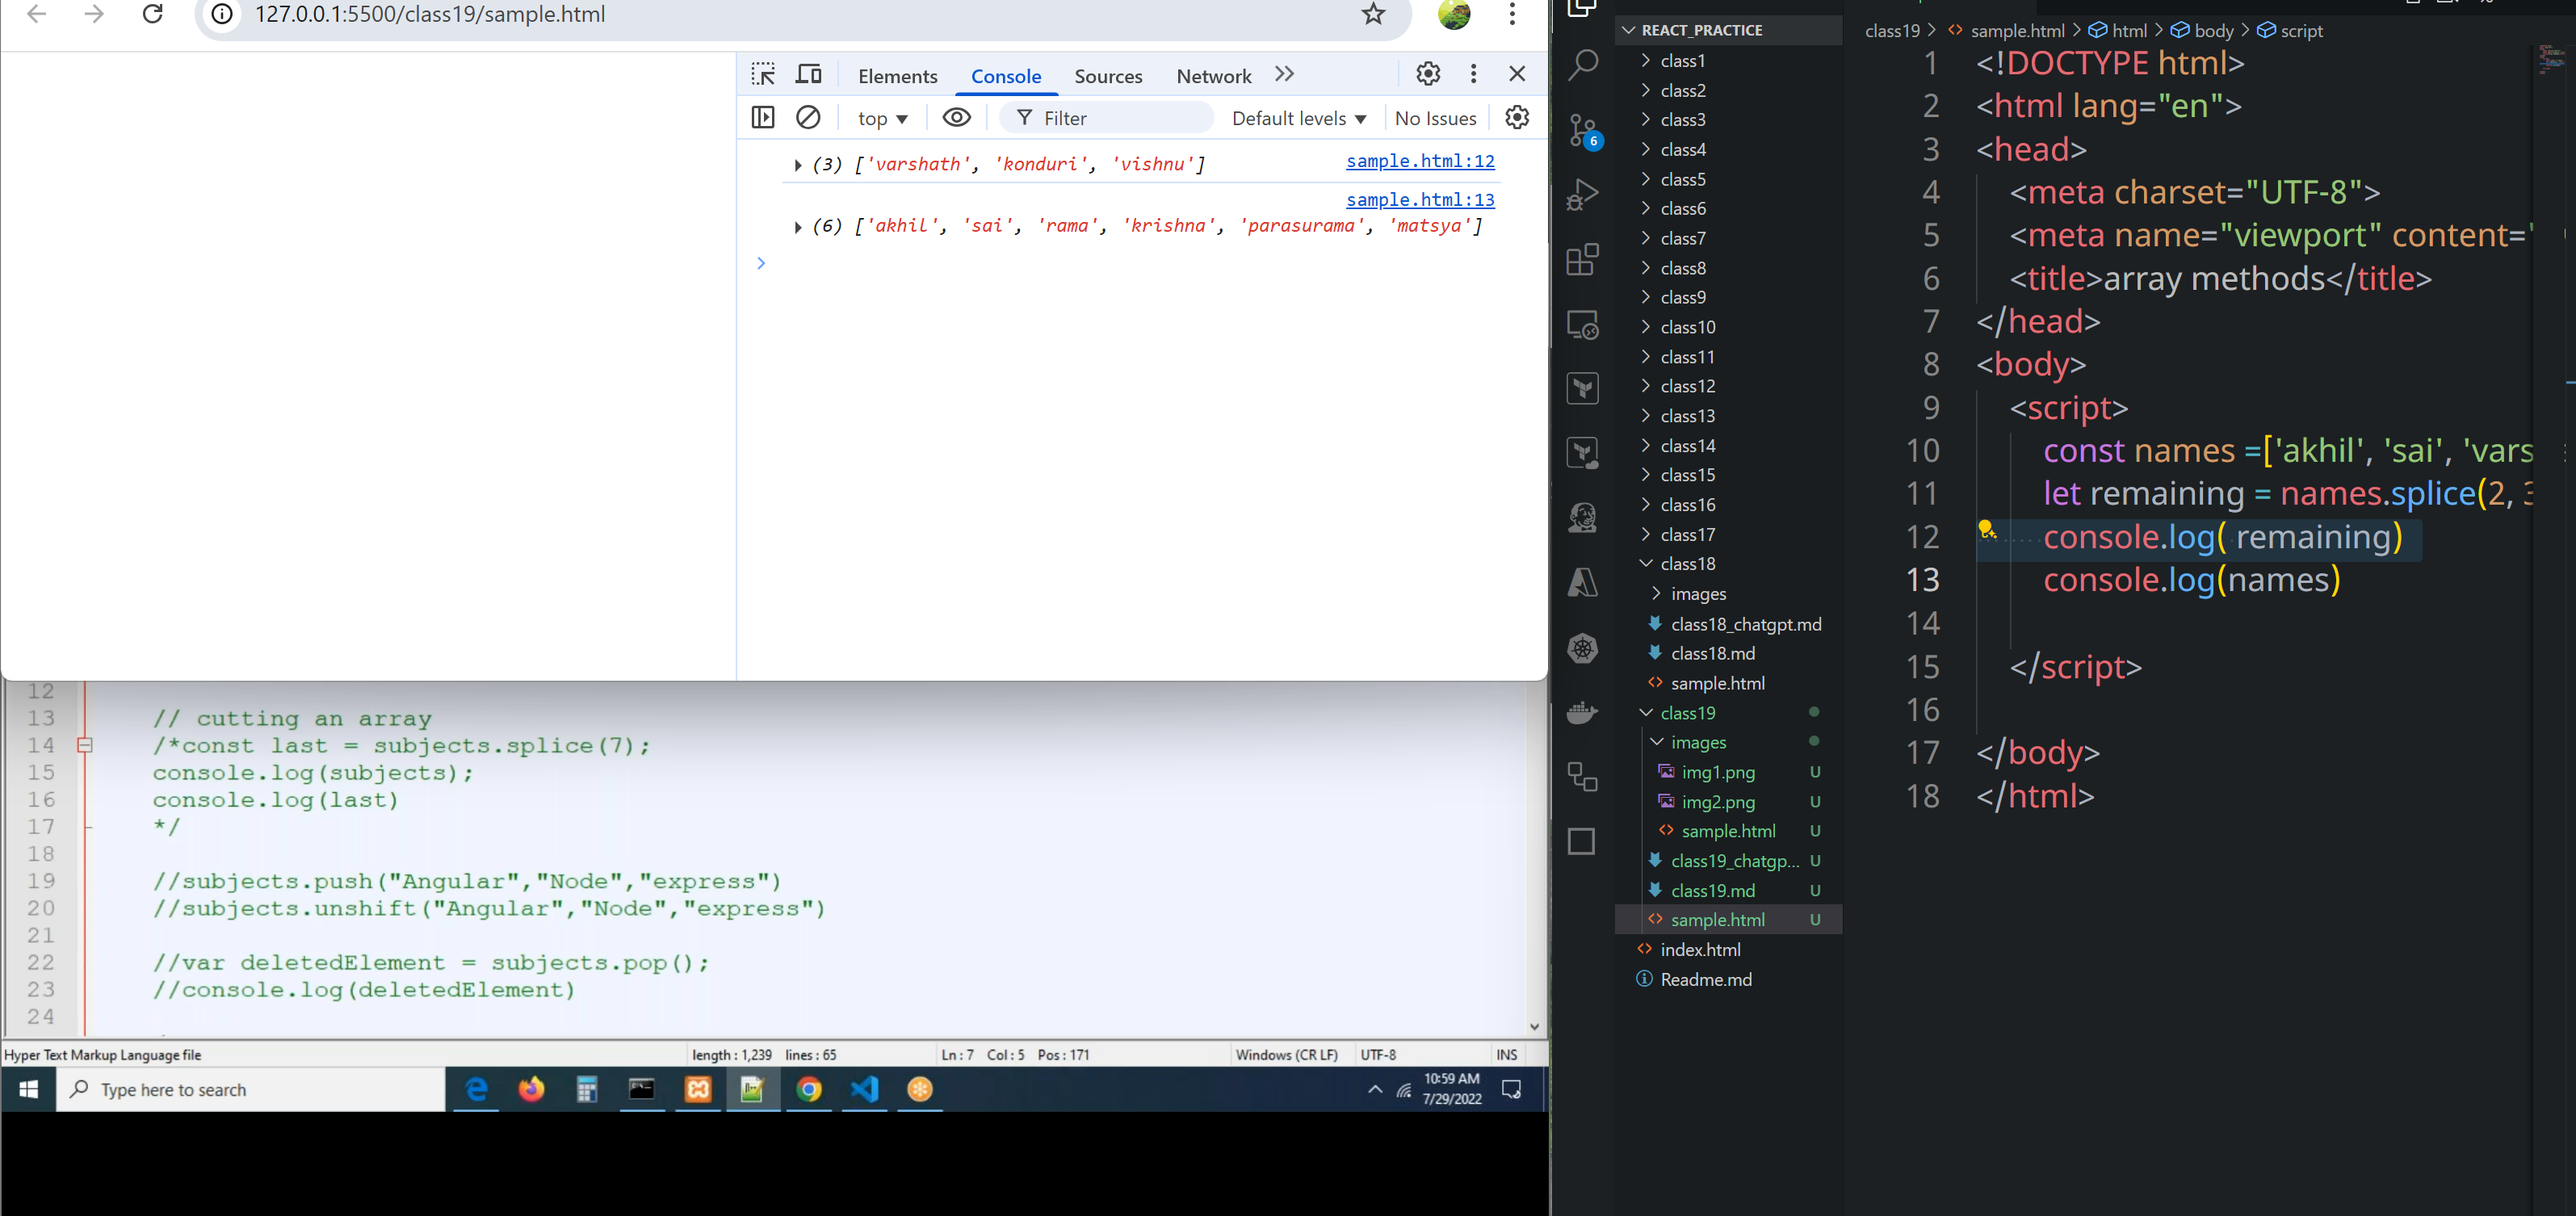 127.0.0.1:5500/class19/sample.html
Elements Console Sources Network
top Filter Default levels No Issues
(3) ['varshath', 'konduri', 'vishnu'] sample.html:12
sample.html:13
(6) ['akhil', 'sai', 'rama', 'krishna', 'parasurama', 'matsya']
12
13 // cutting an array
14 /*const last = subjects.splice(7);
15 console.log(subjects);
16 console.log(last)
17 */
18
19 //subjects.push("Angular","Node","express")
20 //subjects.unshift("Angular","Node","express")
21
22 //var deletedElement = subjects.pop();
23 //console.log(deletedElement)
24
Hyper Text Markup Language file length : 1,239 lines : 65 Ln : 7 Col : 5 Pos : 171 Windows (CR LF) UTF-8 INS
Type here to search
10:59 AM
7/29/2022
6
REACT_PRACTICE
class1
class2
class3
class4
class5
class6
class7
class8
class9
class10
class11
class12
class13
class14
class15
class16
class17
class18
images
class18_chatgpt.md
class18.md
sample.html
class19
images
img1.png U
img2.png U
sample.html U
class19_chatgp... U
class19.md U
sample.html U
index.html
Readme.md
class19 > sample.html > html > body > script
1 <!DOCTYPE html>
2 <html lang="en">
3 <head>
4 <meta charset="UTF-8">
5 <meta name="viewport" content="
6 <title>array methods</title>
7 </head>
8 <body>
9 <script>
10 const names =['akhil', 'sai', 'vars
11 let remaining = names.splice(2, 3
12 console.log( remaining)
13 console.log(names)
14
15 </script>
16
17 </body>
18 </html>